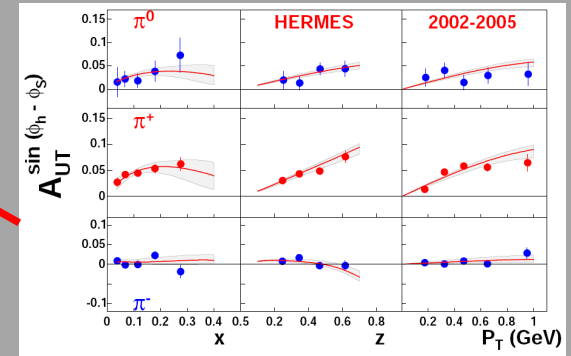 π⁰ HERMES 2002-2005
0.15
0.1
0.05
0
A_UT^sin (ϕ_h - ϕ_S)
π⁺
0.15
0.1
0.05
0
0.1
0.05
0
-0.1
π⁻
0 0.1 0.2 0.3 0.4 0.5 0.2 0.4 0.6 0.8 0.2 0.4 0.6 0.8 1
x z P_T (GeV)